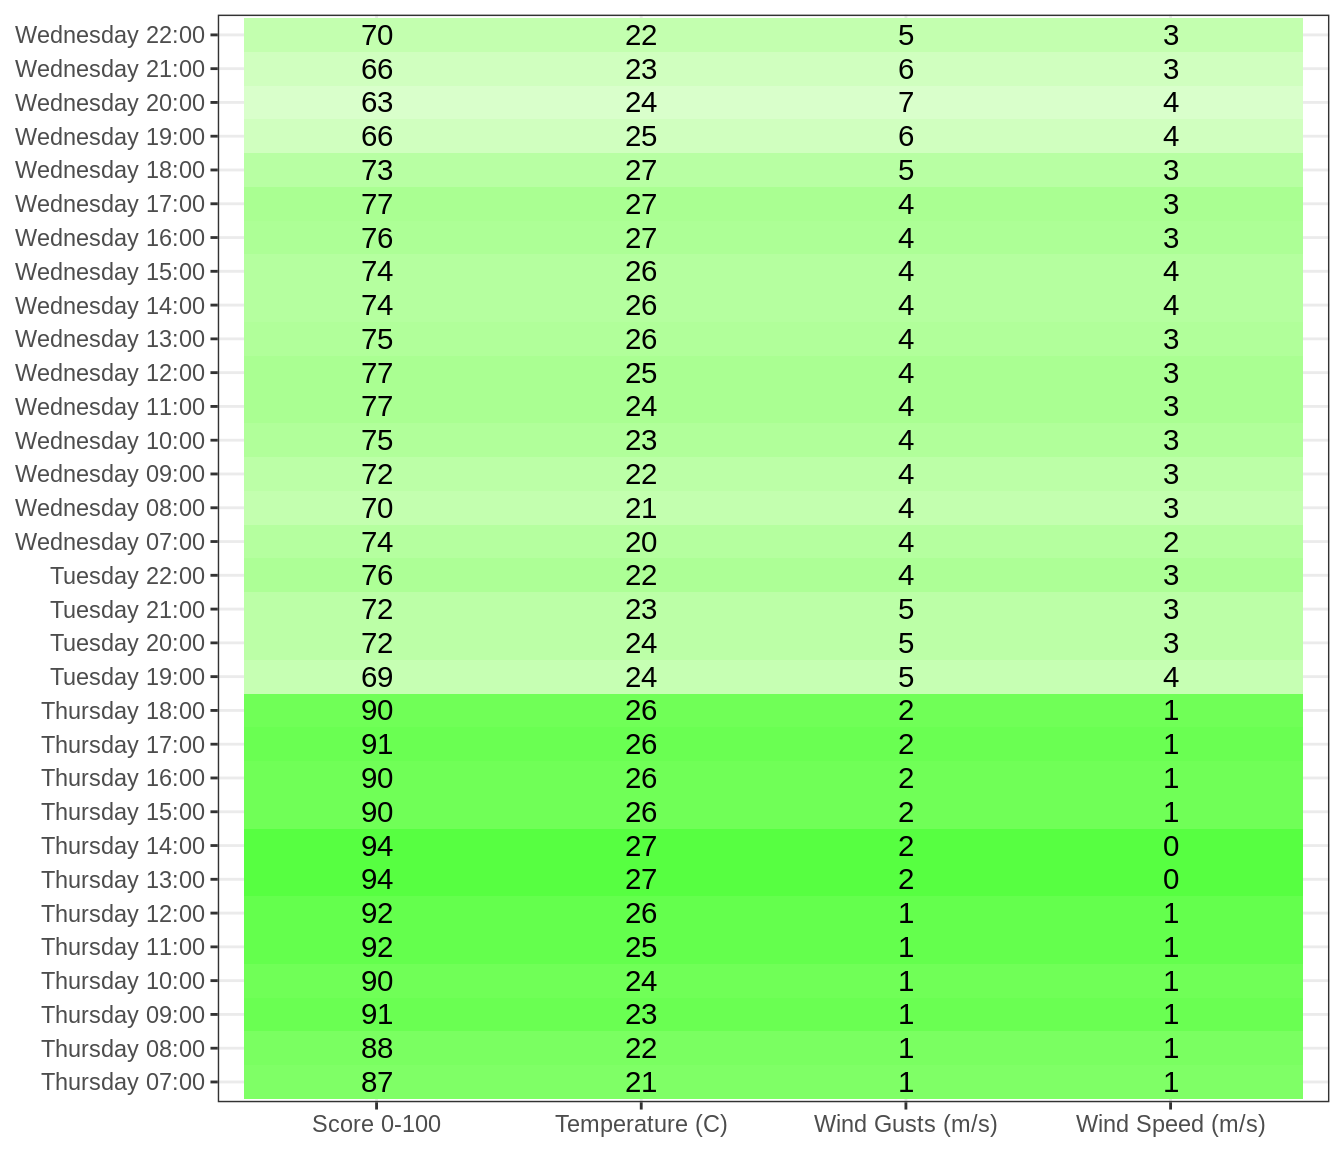 Wednesday 22:00 70 22 5 3
Wednesday 21:00 66 23 6 3
Wednesday 20:00 63 24 7 4
Wednesday 19:00 66 25 6 4
Wednesday 18:00 73 27 5 3
Wednesday 17:00 77 27 4 3
Wednesday 16:00 76 27 4 3
Wednesday 15:00 74 26 4 4
Wednesday 14:00 74 26 4 4
Wednesday 13:00 75 26 4 3
Wednesday 12:00 77 25 4 3
Wednesday 11:00 77 24 4 3
Wednesday 10:00 75 23 4 3
Wednesday 09:00 72 22 4 3
Wednesday 08:00 70 21 4 3
Wednesday 07:00 74 20 4 2
Tuesday 22:00 76 22 4 3
Tuesday 21:00 72 23 5 3
Tuesday 20:00 72 24 5 3
Tuesday 19:00 69 24 5 4
Thursday 18:00 90 26 2 1
Thursday 17:00 91 26 2 1
Thursday 16:00 90 26 2 1
Thursday 15:00 90 26 2 1
Thursday 14:00 94 27 2 0
Thursday 13:00 94 27 2 0
Thursday 12:00 92 26 1 1
Thursday 11:00 92 25 1 1
Thursday 10:00 90 24 1 1
Thursday 09:00 91 23 1 1
Thursday 08:00 88 22 1 1
Thursday 07:00 87 21 1 1
Score 0-100 Temperature (C) Wind Gusts (m/s) Wind Speed (m/s)